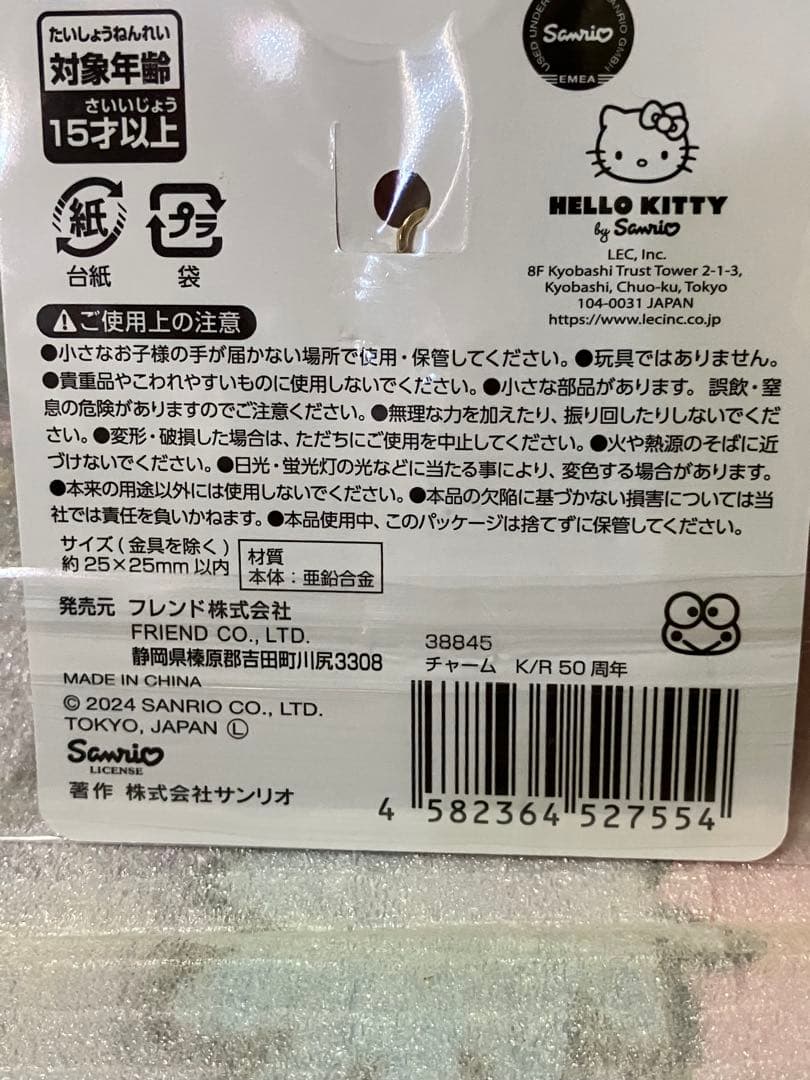 たいしょうねんれい
対象年齢
さいいじょう
15才以上
紙
台紙
プラ
袋
USED UNDER
Sanrio
SANRIO GMBH
EMEA
HELLO KITTY
by Sanrio
LEC, Inc.
8F Kyobashi Trust Tower 2-1-3,
Kyobashi, Chuo-ku, Tokyo
104-0031 JAPAN
https://www.lecinc.co.jp
ご使用上の注意
●小さなお子様の手が届かない場所で使用・保管してください。●玩具ではありません。
●貴重品やこわれやすいものに使用しないでください。●小さな部品があります。誤飲・窒
息の危険がありますのでご注意ください。●無理な力を加えたり、振り回したりしないでくだ
さい。●変形・破損した場合は、ただちにご使用を中止してください。●火や熱源のそばに近
づけないでください。●日光・蛍光灯の光などに当たる事により、変色する場合があります。
●本来の用途以外には使用しないでください。●本品の欠陥に基づかない損害については当
社では責任を負いかねます。●本品使用中、このパッケージは捨てずに保管してください。
サイズ(金具を除く)
約25×25mm以内
材質
本体:亜鉛合金
発売元 フレンド株式会社
FRIEND CO., LTD.
静岡県榛原郡吉田町川尻3308
MADE IN CHINA
© 2024 SANRIO CO., LTD.
TOKYO, JAPAN Ⓛ
Sanrio
LICENSE
著作 株式会社サンリオ
38845
チャーム K/R 50周年
4 582364 527554